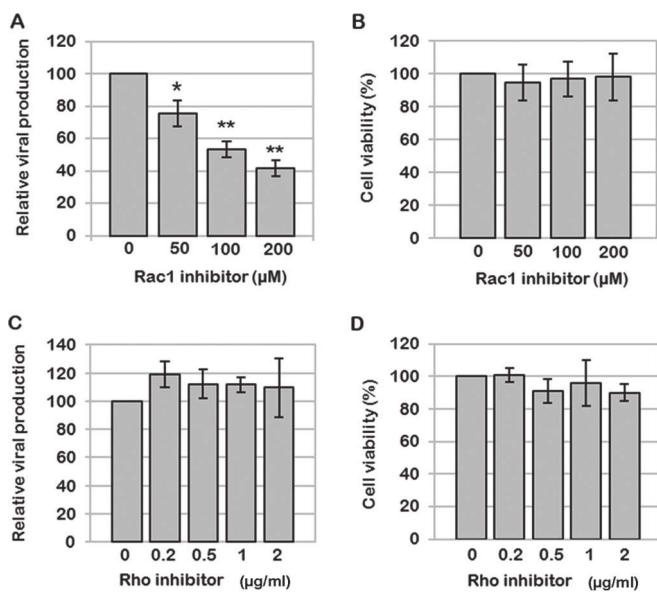 A
Relative viral production
120
100
80
60
40
20
0
*
**
**
0 50 100 200
Rac1 inhibitor (µM)
B
Cell viability (%)
120
100
80
60
40
20
0
0 50 100 200
Rac1 inhibitor (µM)
C
Relative viral production
140
120
100
80
60
40
20
0
0 0.2 0.5 1 2
Rho inhibitor (µg/ml)
D
Cell viability (%)
120
100
80
60
40
20
0
0 0.2 0.5 1 2
Rho inhibitor (µg/ml)